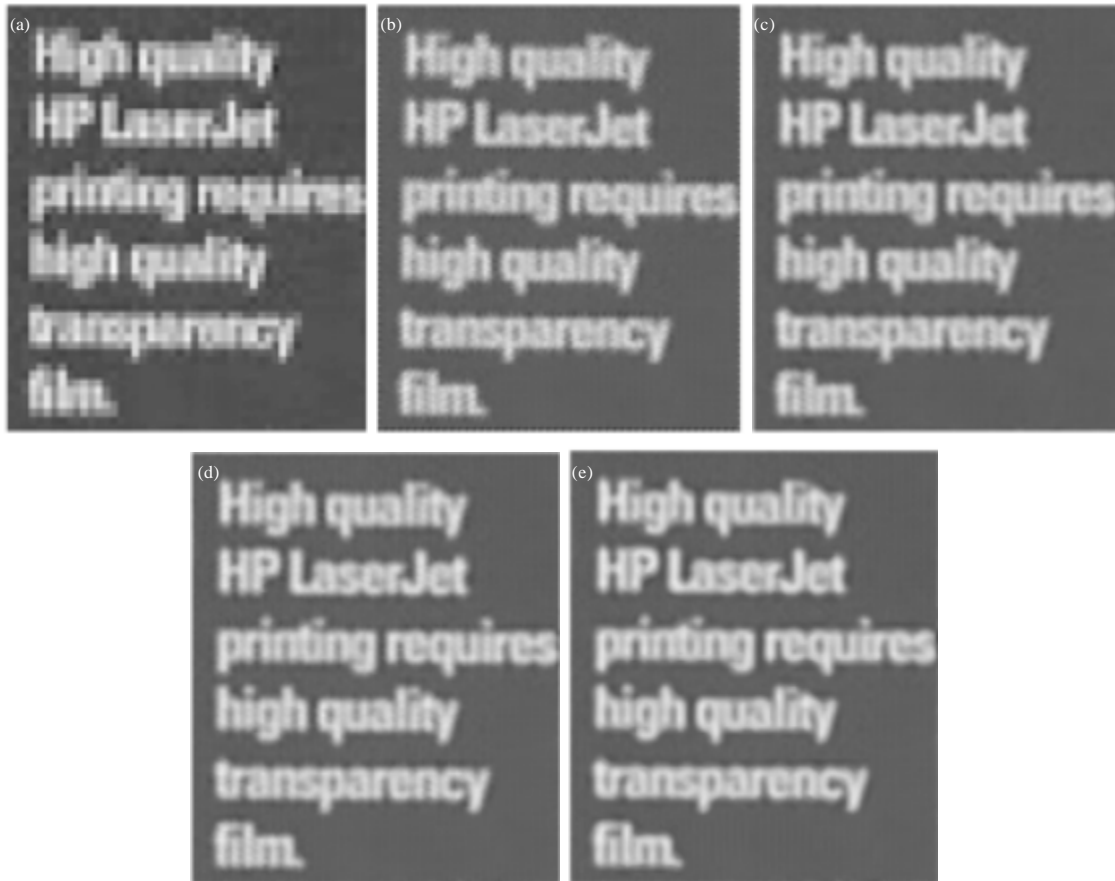 (a)
High quality
HP LaserJet
printing requires
high quality
transparency
film.
(b)
High quality
HP LaserJet
printing requires
high quality
transparency
film.
(c)
High quality
HP LaserJet
printing requires
high quality
transparency
film.
(d)
High quality
HP LaserJet
printing requires
high quality
transparency
film.
(e)
High quality
HP LaserJet
printing requires
high quality
transparency
film.